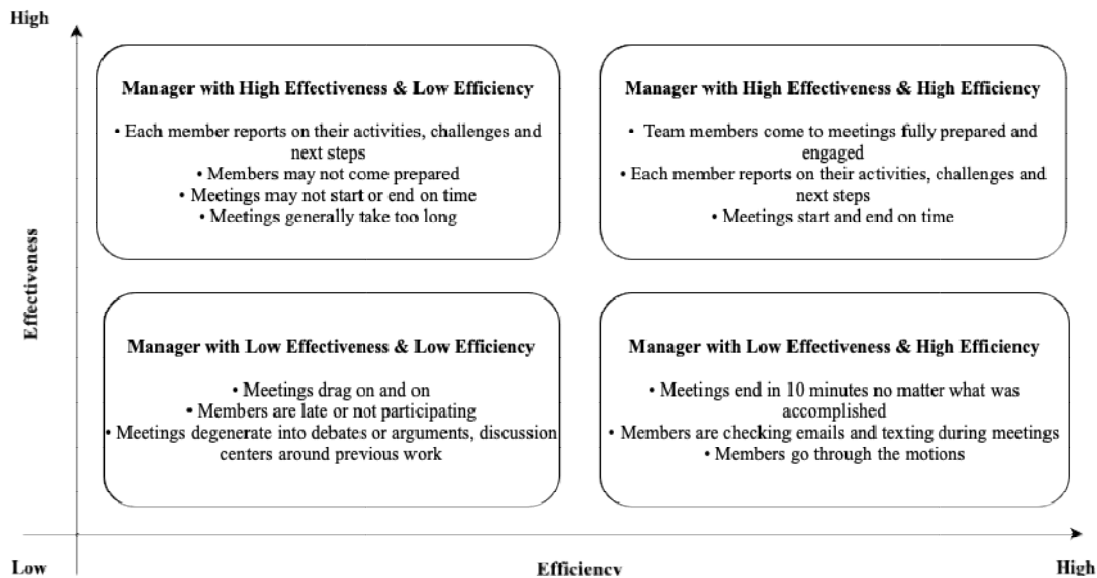 High
Manager with High Effectiveness & Low Efficiency
• Each member reports on their activities, challenges and
next steps
• Members may not come prepared
• Meetings may not start or end on time
• Meetings generally take too long
Manager with High Effectiveness & High Efficiency
• Team members come to meetings fully prepared and
engaged
• Each member reports on their activities, challenges and
next steps
• Meetings start and end on time
Effectiveness
Manager with Low Effectiveness & Low Efficiency
• Meetings drag on and on
• Members are late or not participating
• Meetings degenerate into debates or arguments, discussion
centers around previous work
Manager with Low Effectiveness & High Efficiency
• Meetings end in 10 minutes no matter what was
accomplished
• Members are checking emails and texting during meetings
• Members go through the motions
Low
Efficiency
High